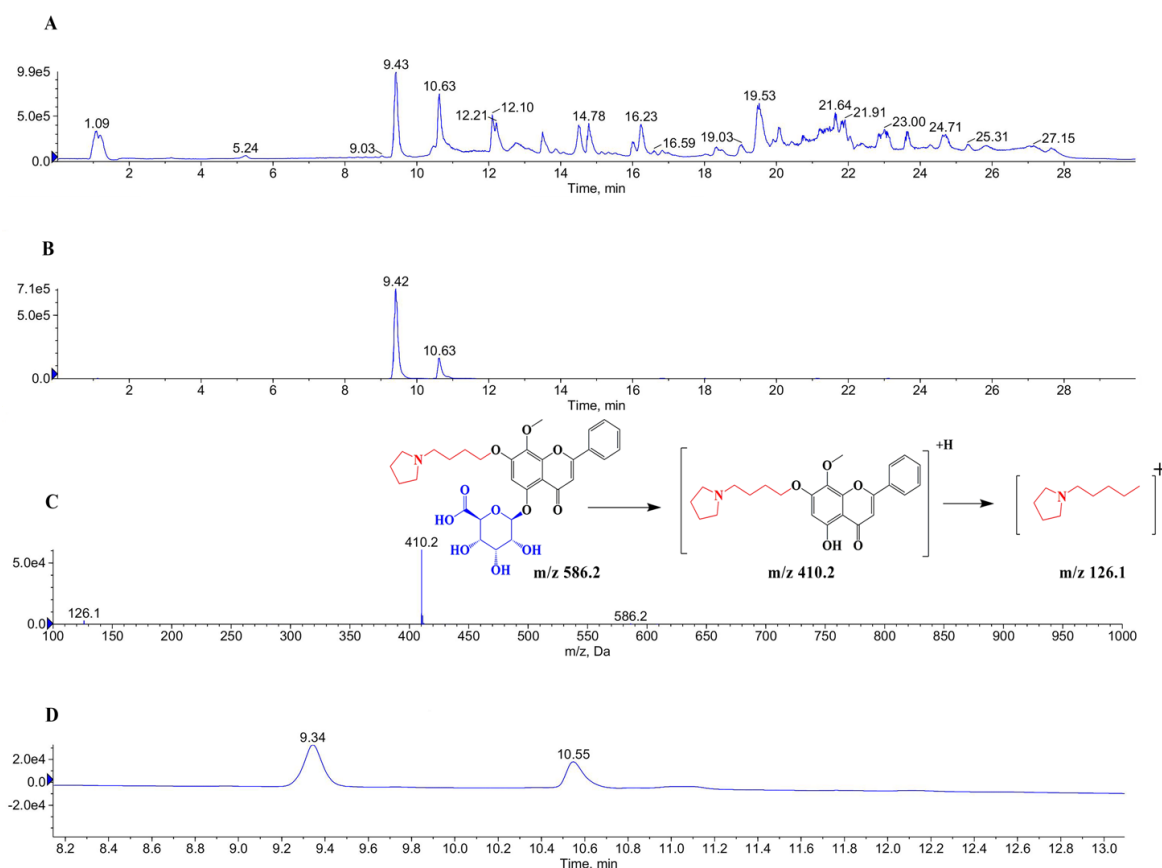 A
9.9e5
5.0e5
0.0
1.09
5.24
9.03
9.43
10.63
12.21
12.10
14.78
16.23
16.59
19.03
19.53
21.64
21.91
23.00
24.71
25.31
27.15
2 4 6 8 10 12 14 16 18 20 22 24 26 28
Time, min
B
7.1e5
5.0e5
0.0
9.42
10.63
2 4 6 8 10 12 14 16 18 20 22 24 26 28
Time, min
C
N
O
O
O
O
O
O
O
HO
O
HO
OH
OH
m/z 586.2
+H
N
O
O
O
OH
O
m/z 410.2
+
N
m/z 126.1
5.0e4
0.0
126.1
410.2
586.2
100 150 200 250 300 350 400 450 500 550 600 650 700 750 800 850 900 950 1000
m/z, Da
D
2.0e4
0.0
-2.0e4
9.34
10.55
8.2 8.4 8.6 8.8 9.0 9.2 9.4 9.6 9.8 10.0 10.2 10.4 10.6 10.8 11.0 11.2 11.4 11.6 11.8 12.0 12.2 12.4 12.6 12.8 13.0
Time, min